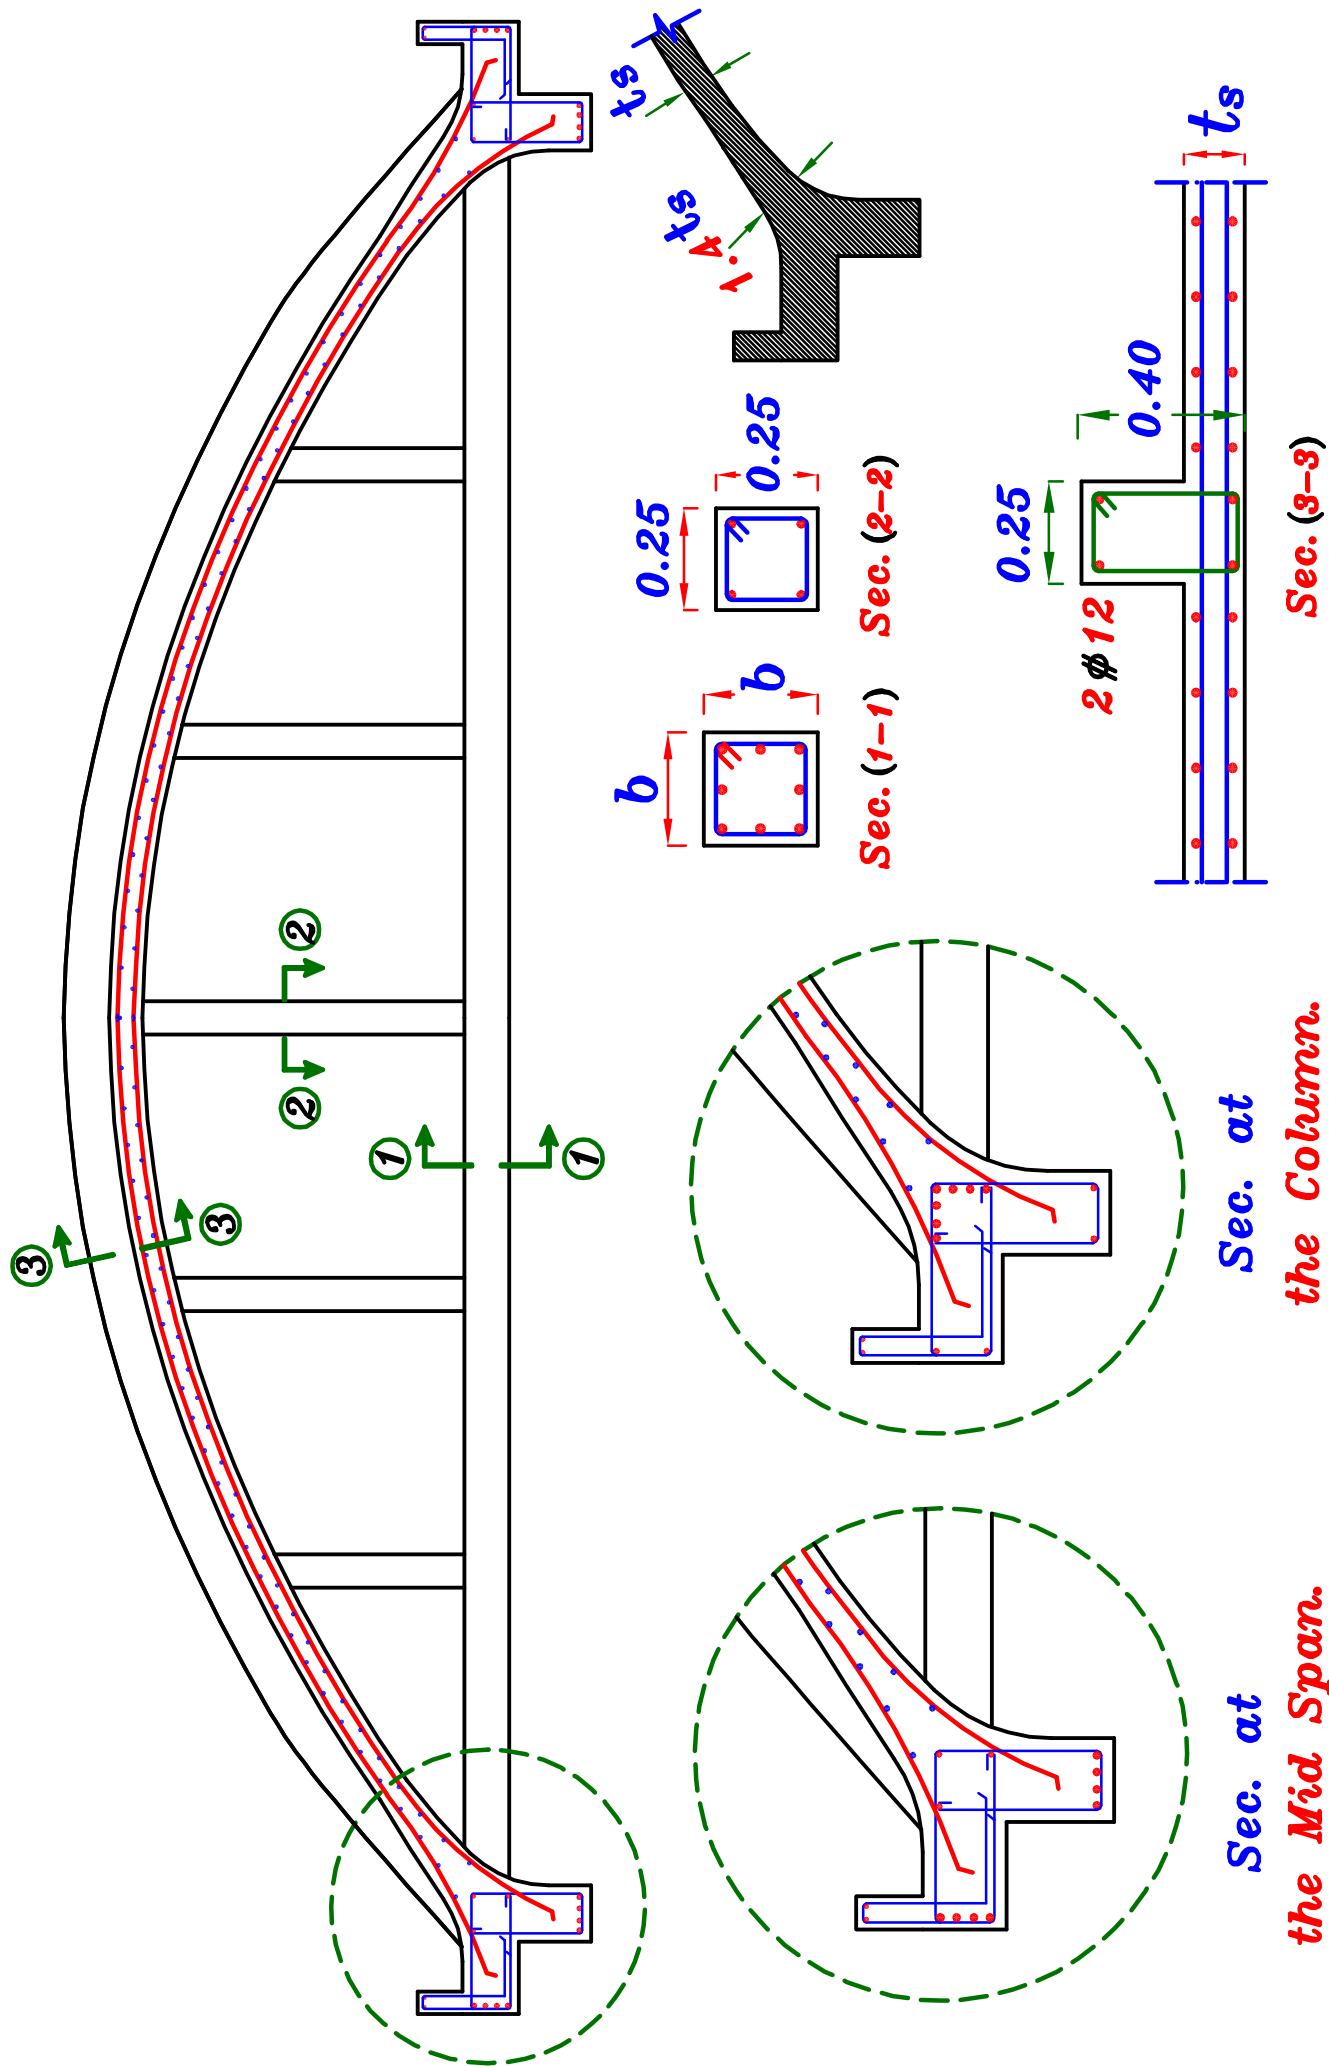 3
3
2
2
1
1
ts
1.4 ts
b
b
Sec. (1-1)
0.25
0.25
Sec. (2-2)
0.25
0.40
ts
2 ϕ 12
Sec. (3-3)
Sec. at
the Mid Span.
Sec. at
the Column.